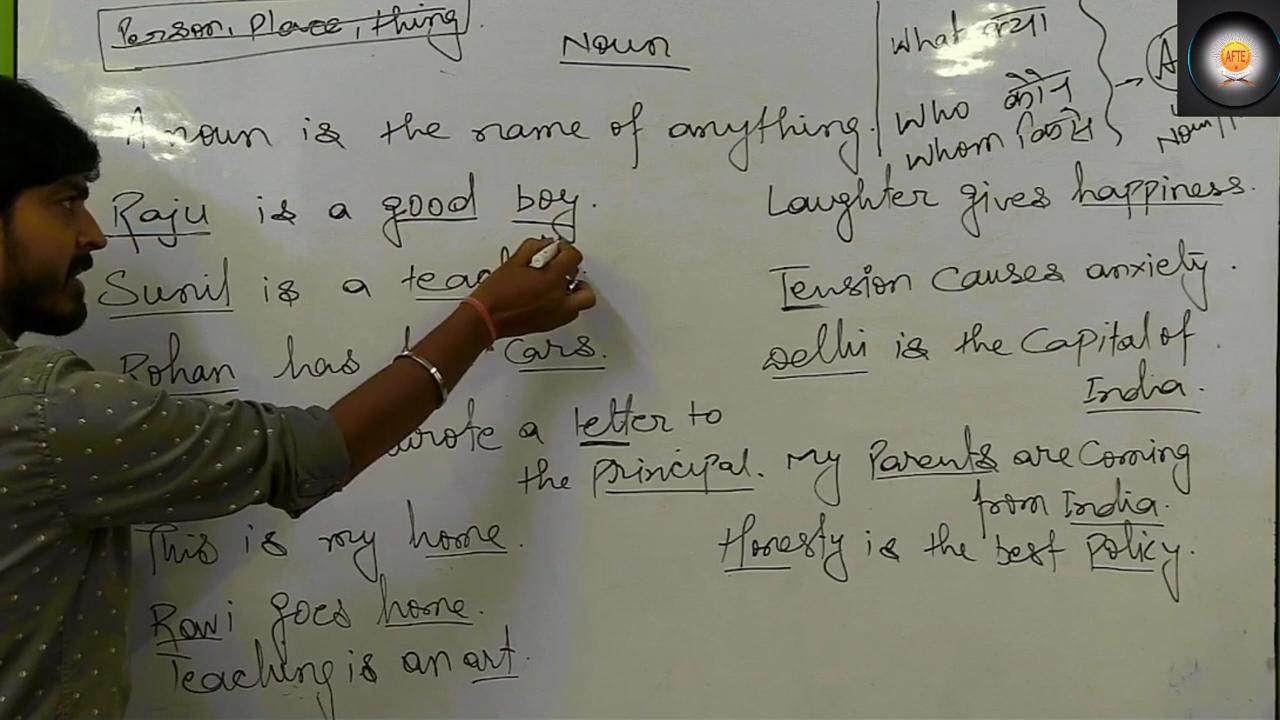 Person, Place, thing.
Noun
A noun is the name of anything.
Raju is a good boy.
Sunil is a
Rohan has cars.
wrote a letter to
the principal.
This is my home.
Rawi goes home.
Teaching is an art.
What क्या
Who कौन
Whom किसे
Noun
Laughter gives happiness.
Tension causes anxiety.
Delhi is the Capital of
India.
My Parents are Coming
from India.
Honesty is the best policy.
AFTE